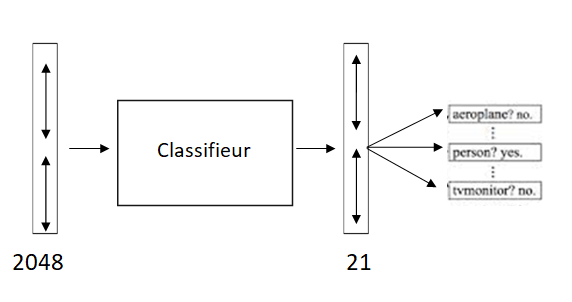 Classifieur
aeroplane? no.
⋮
person? yes.
⋮
tvmonitor? no.
2048
21